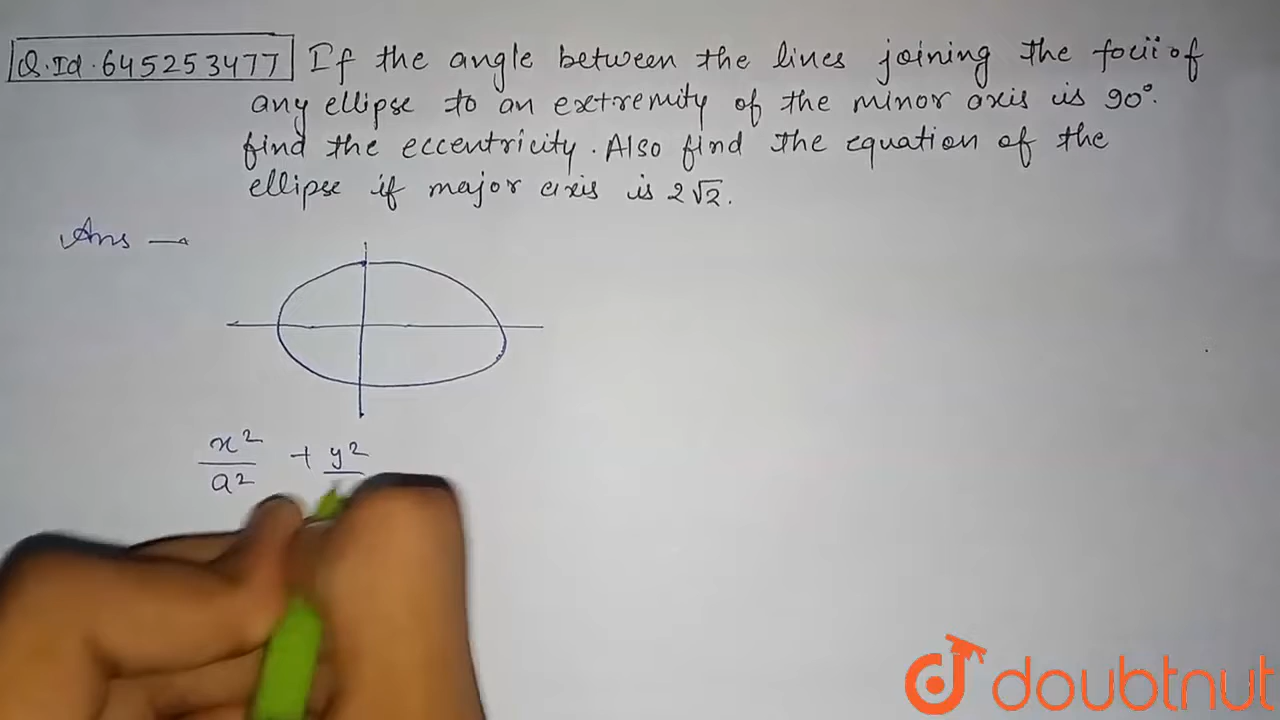 Q.Id.645253477 If the angle between the lines joining the focii of
any ellipse to an extremity of the minor axis is 90°.
find the eccentricity. Also find the equation of the
ellipse if major axis is 2√2.
Ans →
x² + y²
a²
doubtnut